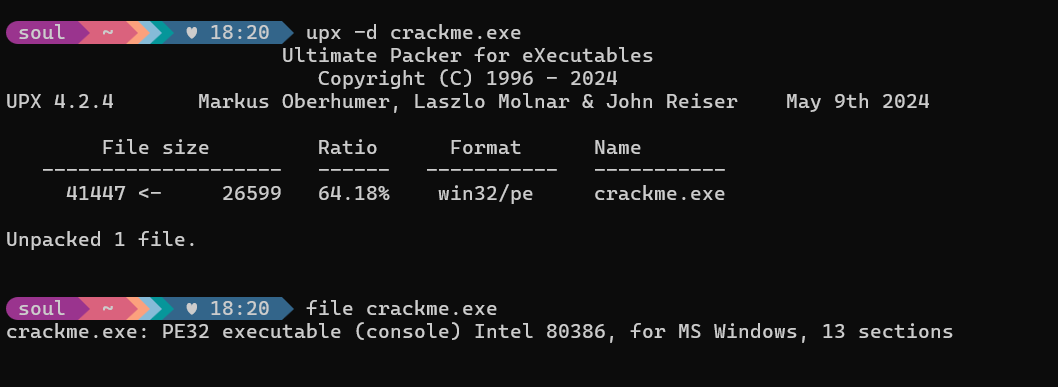 soul ~ ♥ 18:20 upx -d crackme.exe
Ultimate Packer for eXecutables
Copyright (C) 1996 - 2024
UPX 4.2.4 Markus Oberhumer, Laszlo Molnar & John Reiser May 9th 2024
File size Ratio Format Name
-------------------- ------ ----------- -----------
41447 <- 26599 64.18% win32/pe crackme.exe
Unpacked 1 file.
soul ~ ♥ 18:20 file crackme.exe
crackme.exe: PE32 executable (console) Intel 80386, for MS Windows, 13 sections